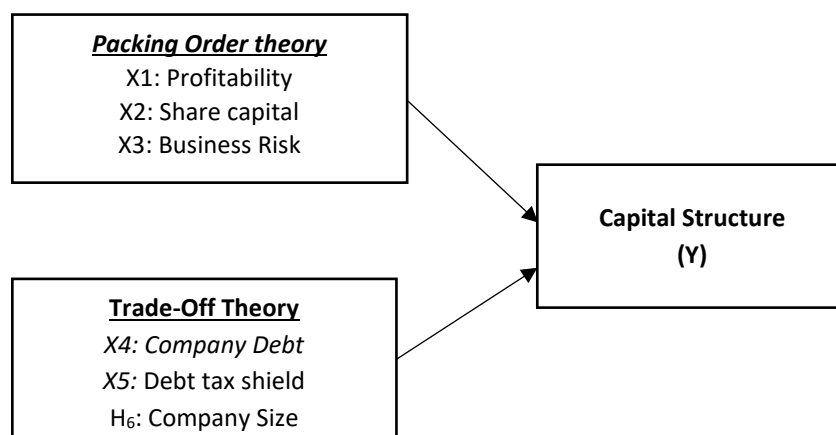 Packing Order theory
X1: Profitability
X2: Share capital
X3: Business Risk
Capital Structure
(Y)
Trade-Off Theory
X4: Company Debt
X5: Debt tax shield
H₆: Company Size